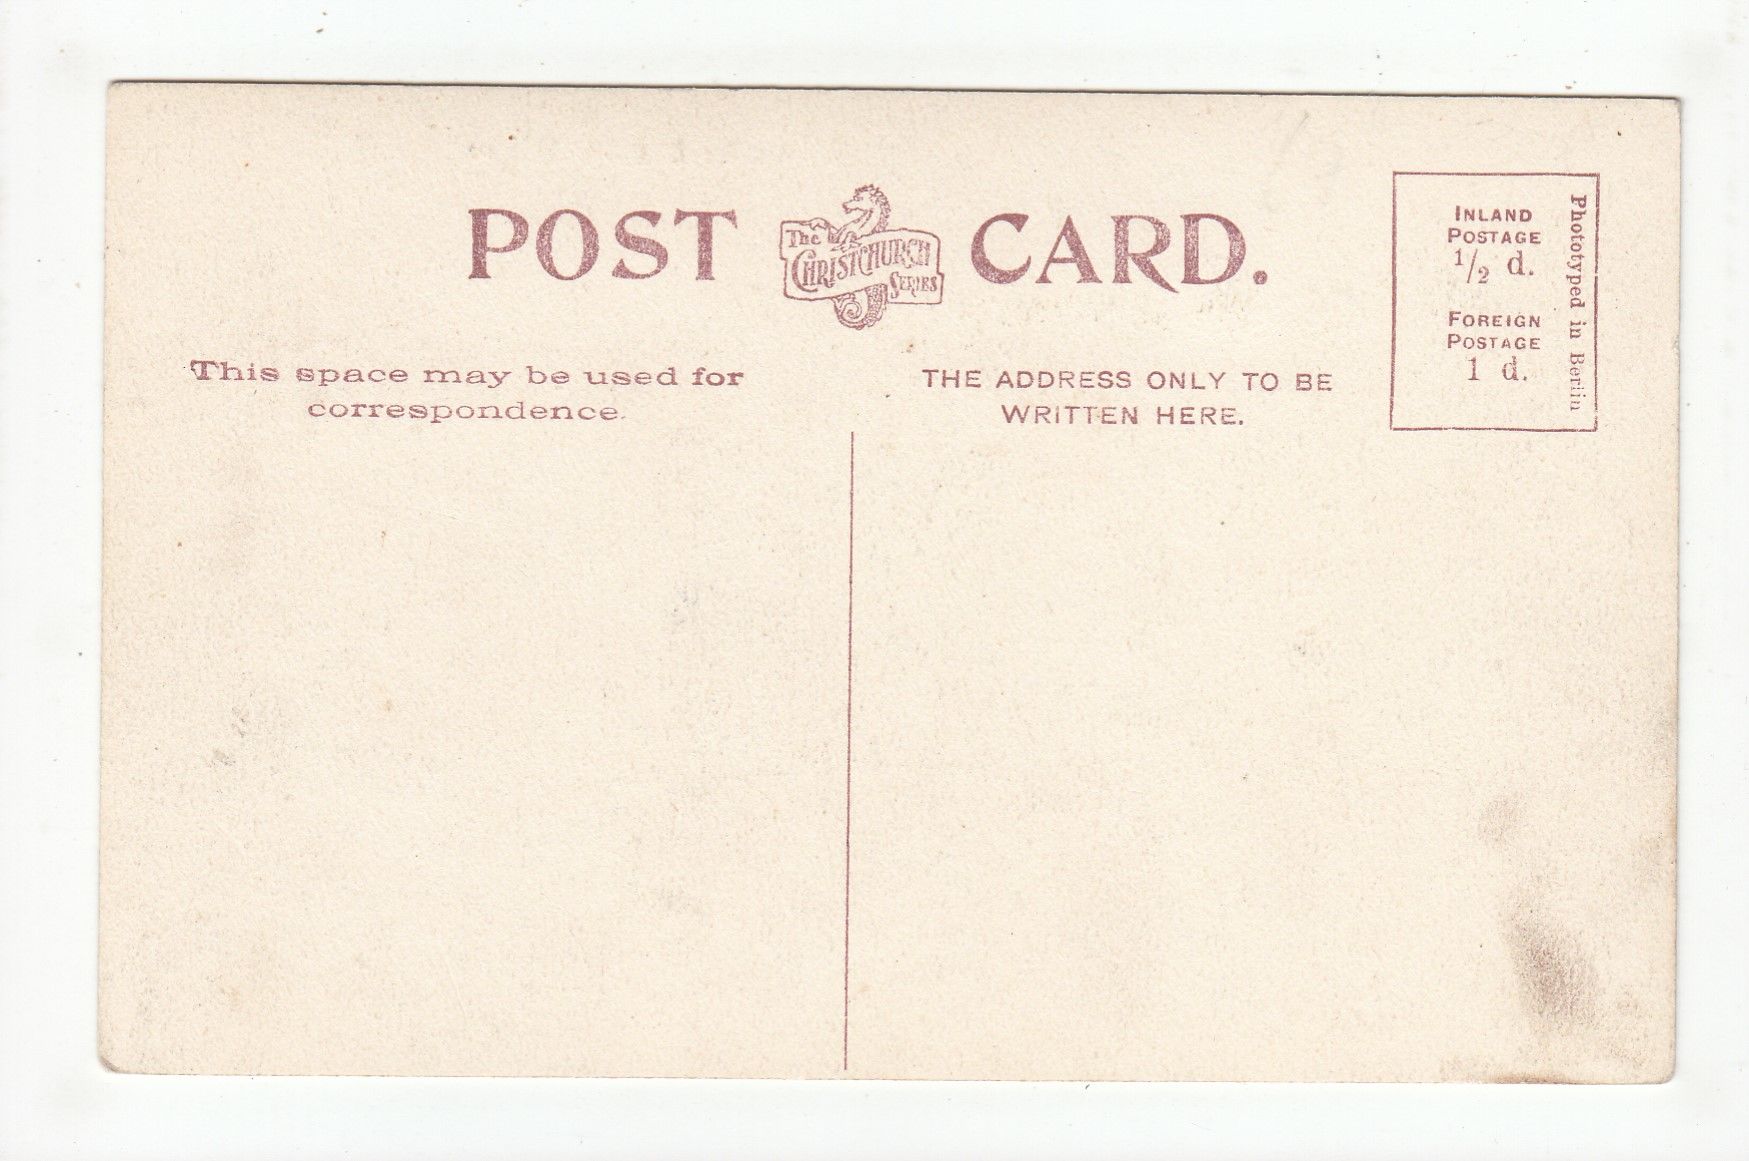 POST CARD.
The
CHRISTCHURCH
SERIES
This space may be used for
correspondence.
THE ADDRESS ONLY TO BE
WRITTEN HERE.
INLAND
POSTAGE
1/2 d.
FOREIGN
POSTAGE
1 d.
Phototyped in Berlin